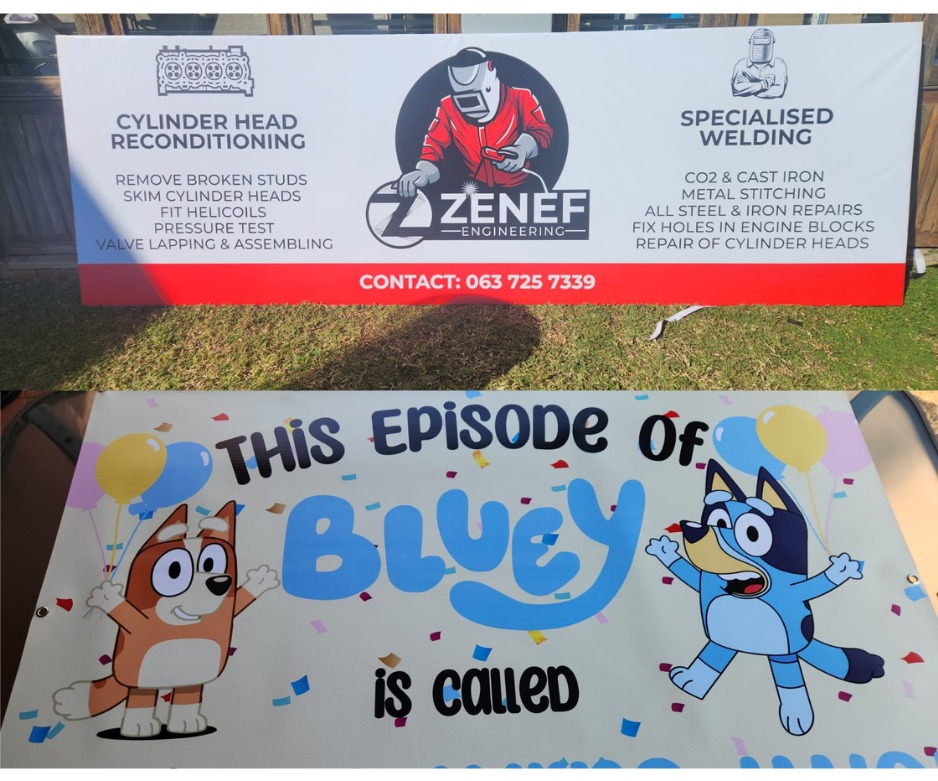 CYLINDER HEAD
RECONDITIONING
REMOVE BROKEN STUDS
SKIM CYLINDER HEADS
FIT HELICOILS
PRESSURE TEST
VALVE LAPPING & ASSEMBLING
Z ZENEF
ENGINEERING
SPECIALISED
WELDING
CO2 & CAST IRON
METAL STITCHING
ALL STEEL & IRON REPAIRS
FIX HOLES IN ENGINE BLOCKS
REPAIR OF CYLINDER HEADS
CONTACT: 063 725 7339
THis EpisODe Of
BLUEY
is CALLED